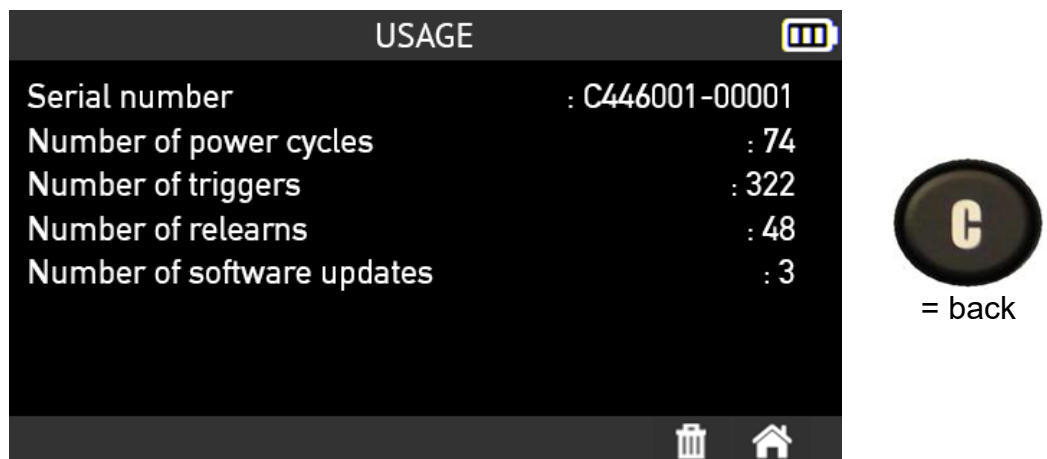 USAGE
Serial number : C446001-00001
Number of power cycles : 74
Number of triggers : 322
Number of relearns : 48
Number of software updates : 3
C
= back